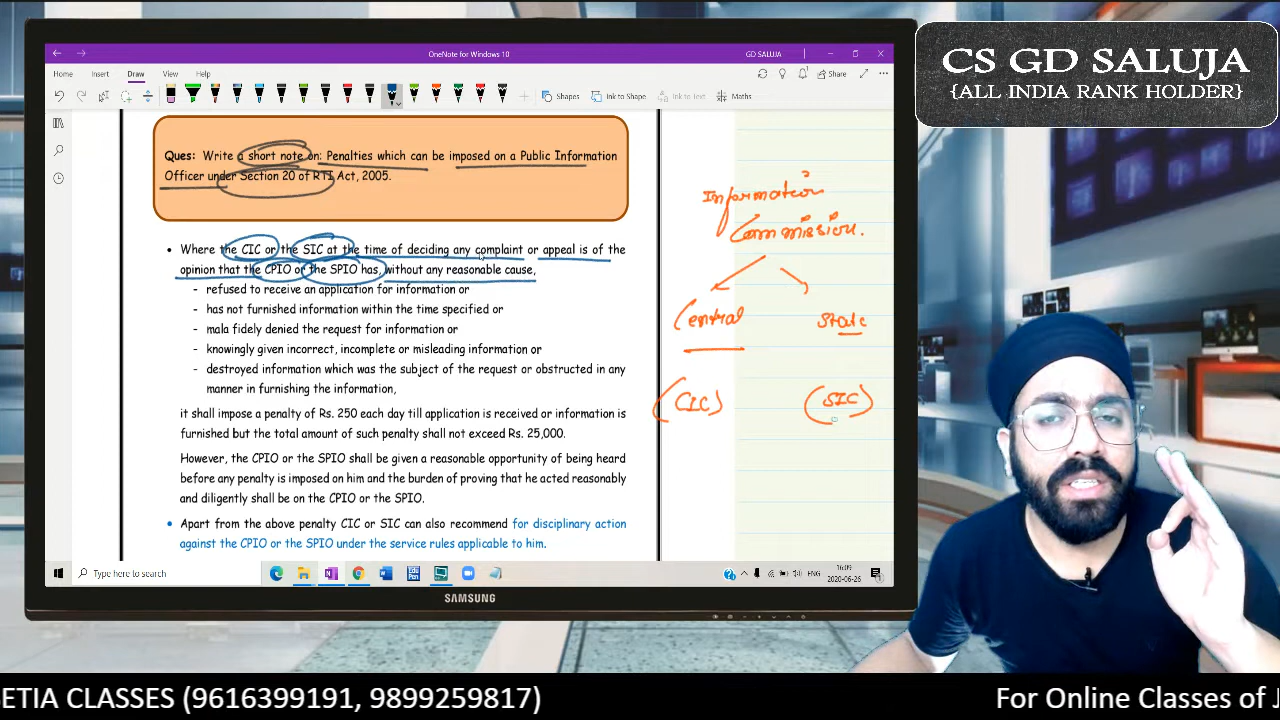 OneNote for Windows 10
GD SALUJA
Home Insert Draw View Help
Share
Shapes Ink to Shape Ink to Text Maths
CS GD SALUJA
{ALL INDIA RANK HOLDER}
Ques: Write a short note on: Penalties which can be imposed on a Public Information
Officer under Section 20 of RTI Act, 2005.
• Where the CIC or the SIC at the time of deciding any complaint or appeal is of the
opinion that the CPIO or the SPIO has, without any reasonable cause,
- refused to receive an application for information or
- has not furnished information within the time specified or
- mala fidely denied the request for information or
- knowingly given incorrect, incomplete or misleading information or
- destroyed information which was the subject of the request or obstructed in any
manner in furnishing the information,
it shall impose a penalty of Rs. 250 each day till application is received or information is
furnished but the total amount of such penalty shall not exceed Rs. 25,000.
However, the CPIO or the SPIO shall be given a reasonable opportunity of being heard
before any penalty is imposed on him and the burden of proving that he acted reasonably
and diligently shall be on the CPIO or the SPIO.
• Apart from the above penalty CIC or SIC can also recommend for disciplinary action
against the CPIO or the SPIO under the service rules applicable to him.
Information
Commission.
Central State
(CIC) (SIC)
Type here to search
ENG
16:09
2020-06-26
SAMSUNG
SETIA CLASSES (9616399191, 9899259817)
For Online Classes of J